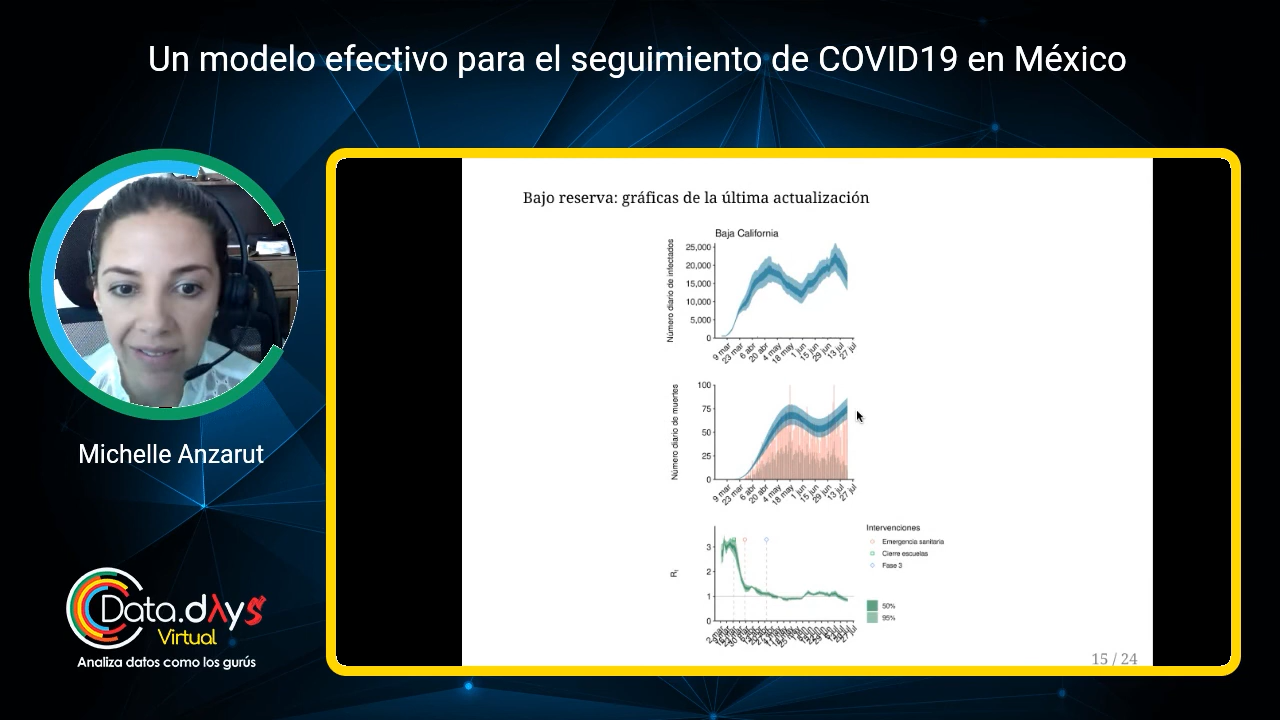 Un modelo efectivo para el seguimiento de COVID19 en México
Michelle Anzarut
Data.dAys
Virtual
Analiza datos como los gurús
Bajo reserva: gráficas de la última actualización
Baja California
Número diario de infectados
25,000
20,000
15,000
10,000
5,000
0
9 mar
23 mar
6 abr
20 abr
4 may
18 may
1 jun
15 jun
29 jun
13 jul
27 jul
Número diario de muertes
100
75
50
25
0
9 mar
23 mar
6 abr
20 abr
4 may
18 may
1 jun
15 jun
29 jun
13 jul
27 jul
Rt
3
2
1
0
Intervenciones
Emergencia sanitaria
Cierre escuelas
Fase 3
50%
95%
15 / 24